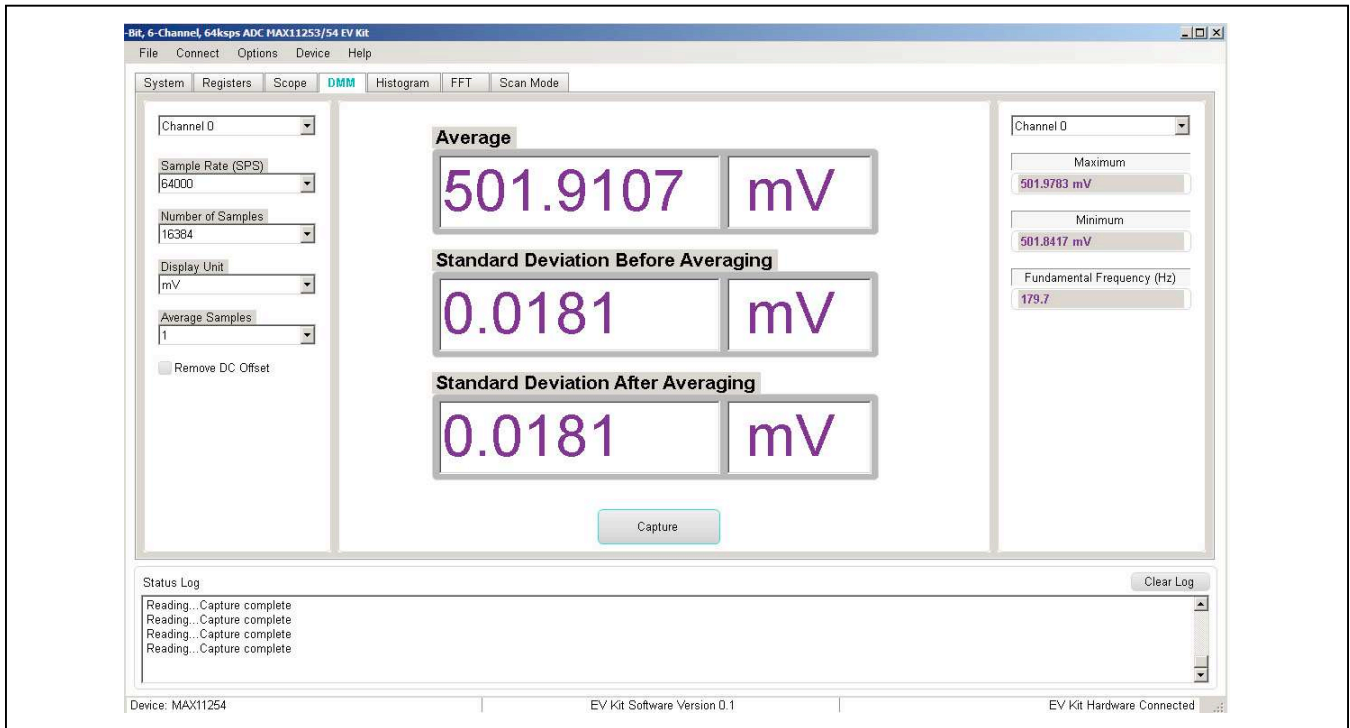 -Bit, 6-Channel, 64ksps ADC MAX11253/54 EV Kit
File Connect Options Device Help
System Registers Scope DMM Histogram FFT Scan Mode
Channel 0
Sample Rate (SPS)
64000
Number of Samples
16384
Display Unit
mV
Average Samples
1
Remove DC Offset
Average
501.9107 mV
Standard Deviation Before Averaging
0.0181 mV
Standard Deviation After Averaging
0.0181 mV
Capture
Channel 0
Maximum
501.9783 mV
Minimum
501.8417 mV
Fundamental Frequency (Hz)
179.7
Status Log
Clear Log
Reading...Capture complete
Reading...Capture complete
Reading...Capture complete
Reading...Capture complete
Device: MAX11254
EV Kit Software Version 0.1
EV Kit Hardware Connected